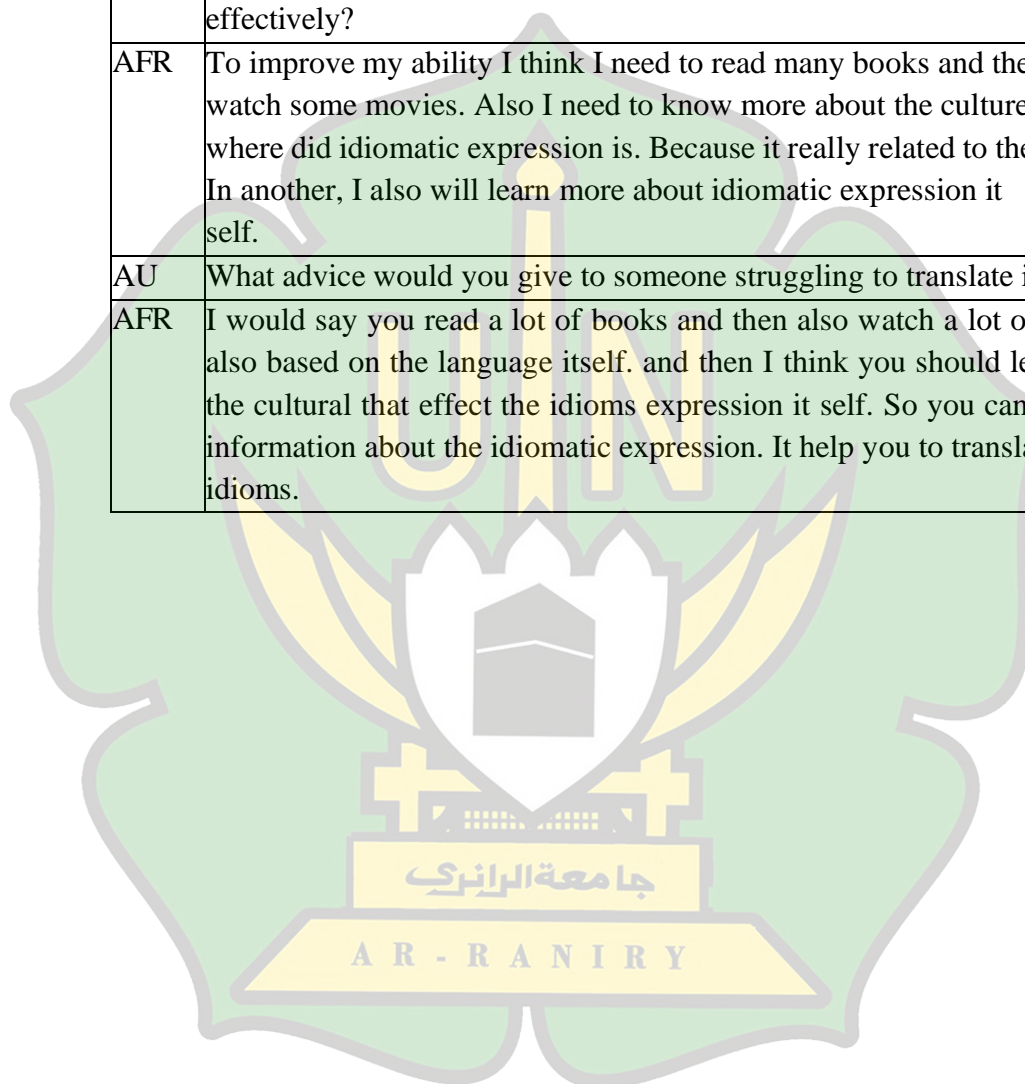 effectively?
AFR To improve my ability I think I need to read many books and the
watch some movies. Also I need to know more about the culture
where did idiomatic expression is. Because it really related to the
In another, I also will learn more about idiomatic expression it
self.
AU What advice would you give to someone struggling to translate i
AFR I would say you read a lot of books and then also watch a lot o
also based on the language itself. and then I think you should le
the cultural that effect the idioms expression it self. So you can
information about the idiomatic expression. It help you to transla
idioms.
UIN
جامعة الرانري
AR-RANIRY